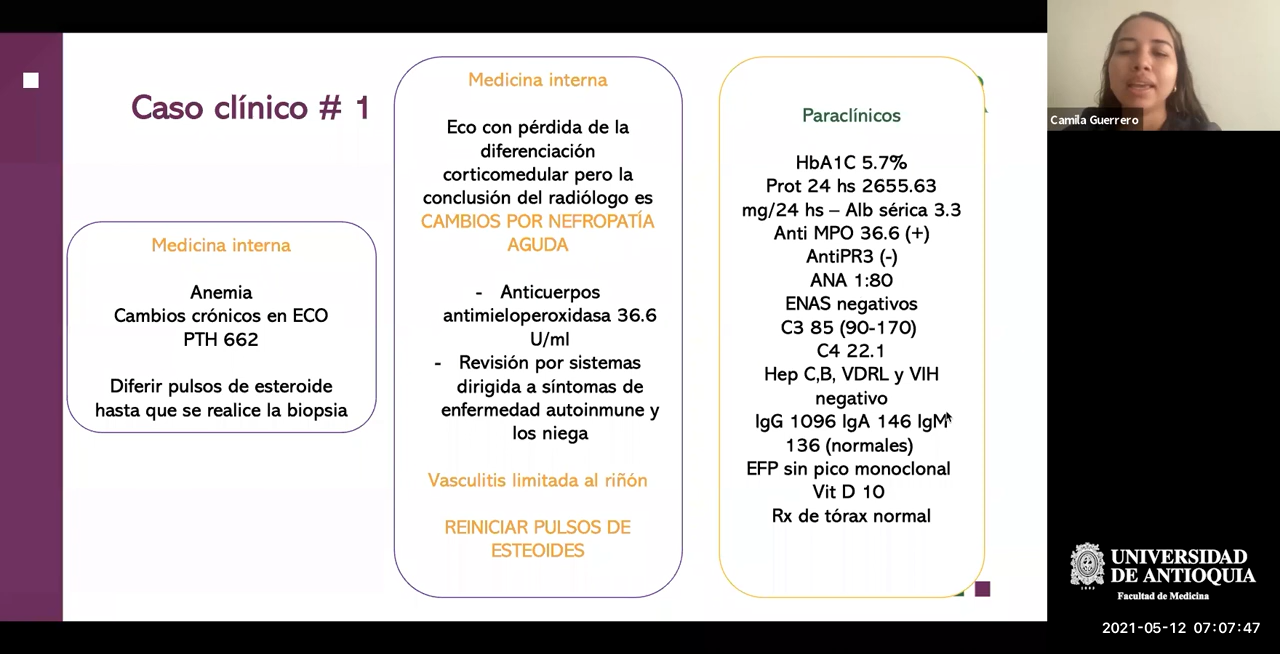 Caso clínico # 1
Medicina interna
Anemia
Cambios crónicos en ECO
PTH 662
Diferir pulsos de esteroide
hasta que se realice la biopsia
Medicina interna
Eco con pérdida de la
diferenciación
corticomedular pero la
conclusión del radiólogo es
CAMBIOS POR NEFROPATÍA
AGUDA
- Anticuerpos
antimieloperoxidasa 36.6
U/ml
- Revisión por sistemas
dirigida a síntomas de
enfermedad autoinmune y
los niega
Vasculitis limitada al riñón
REINICIAR PULSOS DE
ESTEOIDES
Paraclínicos
HbA1C 5.7%
Prot 24 hs 2655.63
mg/24 hs – Alb sérica 3.3
Anti MPO 36.6 (+)
AntiPR3 (-)
ANA 1:80
ENAS negativos
C3 85 (90-170)
C4 22.1
Hep C,B, VDRL y VIH
negativo
IgG 1096 IgA 146 IgM
136 (normales)
EFP sin pico monoclonal
Vit D 10
Rx de tórax normal
Camila Guerrero
UNIVERSIDAD
DE ANTIOQUIA
Facultad de Medicina
2021-05-12 07:07:47